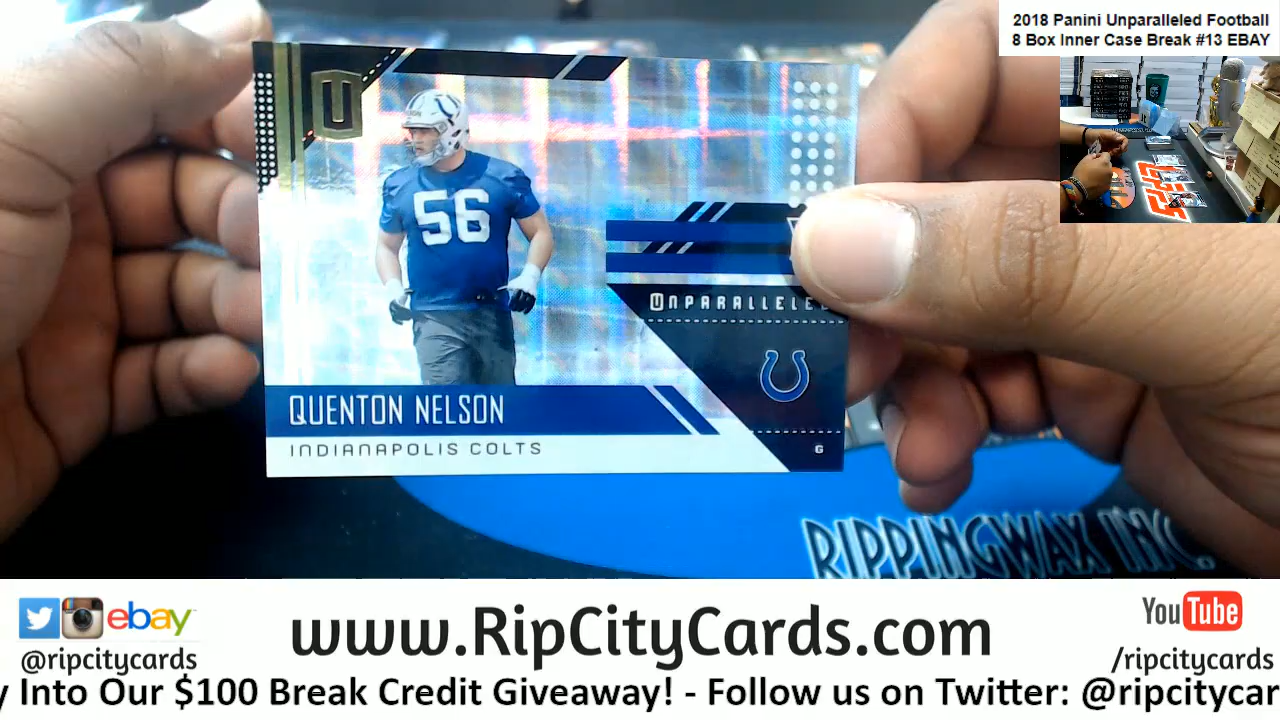 2018 Panini Unparalleled Football
8 Box Inner Case Break #13 EBAY
U
56
UNPARALLELED
QUENTON NELSON
INDIANAPOLIS COLTS
G
RIPPINGWAX INC.
ebay
@ripcitycards
www.RipCityCards.com
YouTube
/ripcitycards
y Into Our $100 Break Credit Giveaway! - Follow us on Twitter: @ripcitycar